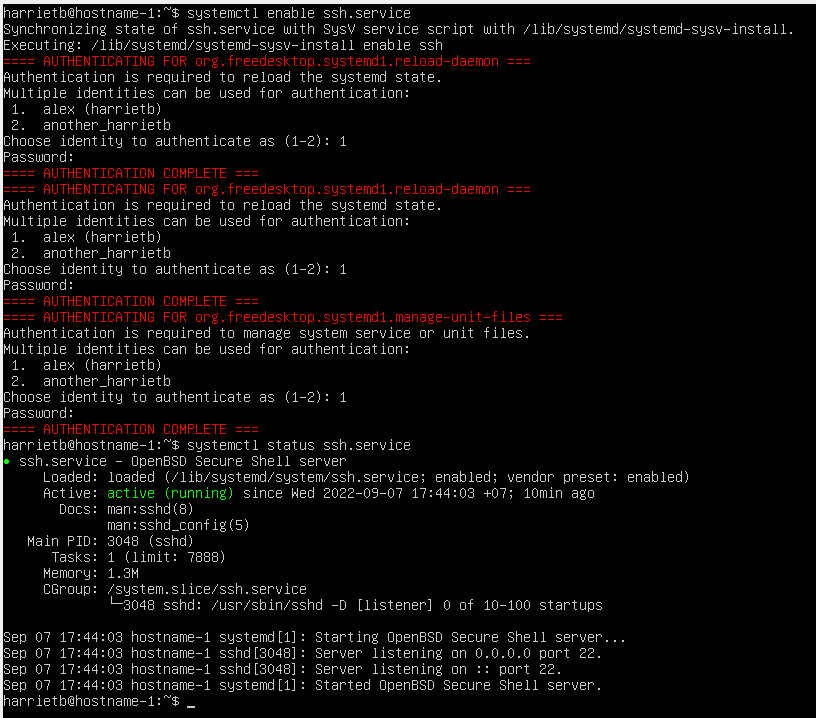 harrietb@hostname-1:~$ systemctl enable ssh.service
Synchronizing state of ssh.service with SysV service script with /lib/systemd/systemd-sysv-install.
Executing: /lib/systemd/systemd-sysv-install enable ssh
==== AUTHENTICATING FOR org.freedesktop.systemd1.reload-daemon ===
Authentication is required to reload the systemd state.
Multiple identities can be used for authentication:
 1.  alex (harrietb)
 2.  another_harrietb
Choose identity to authenticate as (1-2): 1
Password:
==== AUTHENTICATION COMPLETE ===
==== AUTHENTICATING FOR org.freedesktop.systemd1.reload-daemon ===
Authentication is required to reload the systemd state.
Multiple identities can be used for authentication:
 1.  alex (harrietb)
 2.  another_harrietb
Choose identity to authenticate as (1-2): 1
Password:
==== AUTHENTICATION COMPLETE ===
==== AUTHENTICATING FOR org.freedesktop.systemd1.manage-unit-files ===
Authentication is required to manage system service or unit files.
Multiple identities can be used for authentication:
 1.  alex (harrietb)
 2.  another_harrietb
Choose identity to authenticate as (1-2): 1
Password:
==== AUTHENTICATION COMPLETE ===
harrietb@hostname-1:~$ systemctl status ssh.service
● ssh.service - OpenBSD Secure Shell server
     Loaded: loaded (/lib/systemd/system/ssh.service; enabled; vendor preset: enabled)
     Active: active (running) since Wed 2022-09-07 17:44:03 +07; 10min ago
       Docs: man:sshd(8)
             man:sshd_config(5)
   Main PID: 3048 (sshd)
      Tasks: 1 (limit: 7888)
     Memory: 1.3M
     CGroup: /system.slice/ssh.service
             └─3048 sshd: /usr/sbin/sshd -D [listener] 0 of 10-100 startups

Sep 07 17:44:03 hostname-1 systemd[1]: Starting OpenBSD Secure Shell server...
Sep 07 17:44:03 hostname-1 sshd[3048]: Server listening on 0.0.0.0 port 22.
Sep 07 17:44:03 hostname-1 sshd[3048]: Server listening on :: port 22.
Sep 07 17:44:03 hostname-1 systemd[1]: Started OpenBSD Secure Shell server.
harrietb@hostname-1:~$ _